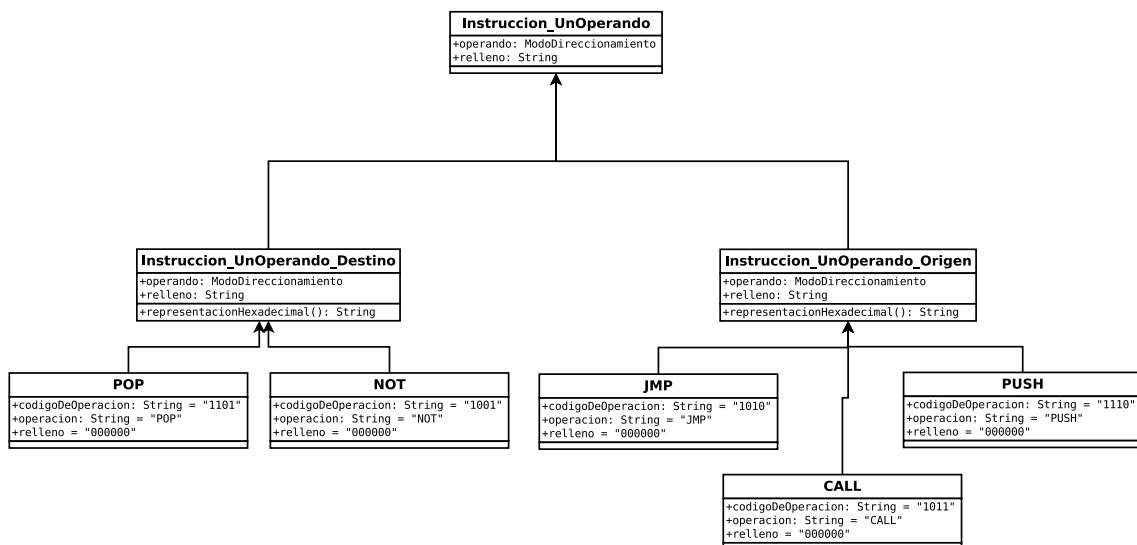 Instruccion_UnOperando
+operando: ModoDireccionamiento
+relleno: String
Instruccion_UnOperando_Destino
+operando: ModoDireccionamiento
+relleno: String
+representacionHexadecimal(): String
Instruccion_UnOperando_Origen
+operando: ModoDireccionamiento
+relleno: String
+representacionHexadecimal(): String
POP
+codigoDeOperacion: String = "1101"
+operacion: String = "POP"
+relleno = "000000"
NOT
+codigoDeOperacion: String = "1001"
+operacion: String = "NOT"
+relleno = "000000"
JMP
+codigoDeOperacion: String = "1010"
+operacion: String = "JMP"
+relleno = "000000"
PUSH
+codigoDeOperacion: String = "1110"
+operacion: String = "PUSH"
+relleno = "000000"
CALL
+codigoDeOperacion: String = "1011"
+operacion: String = "CALL"
+relleno = "000000"